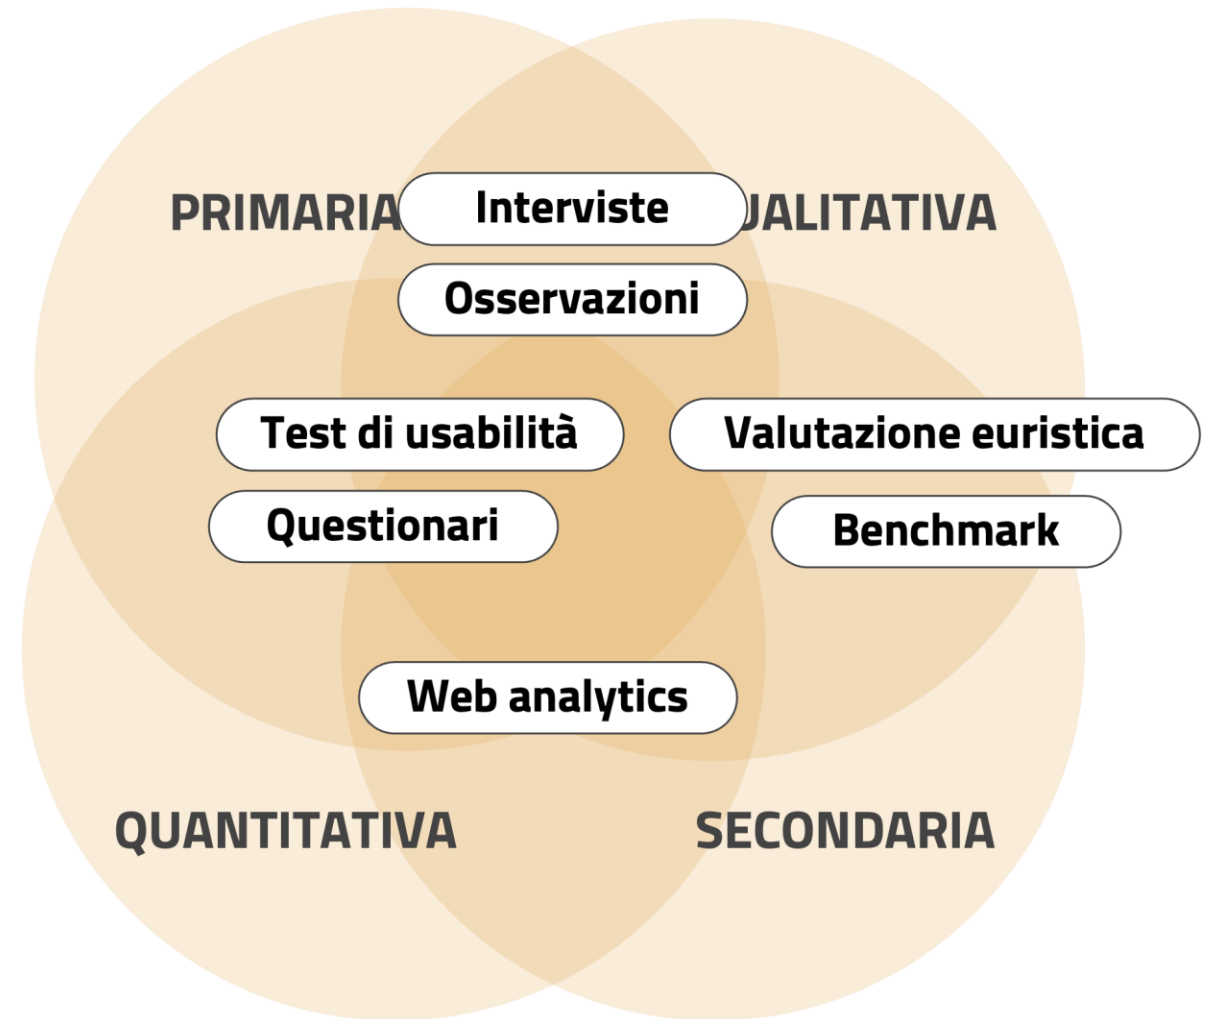 PRIMARIA
Interviste
UALITATIVA
Osservazioni
Test di usabilità
Valutazione euristica
Questionari
Benchmark
Web analytics
QUANTITATIVA
SECONDARIA